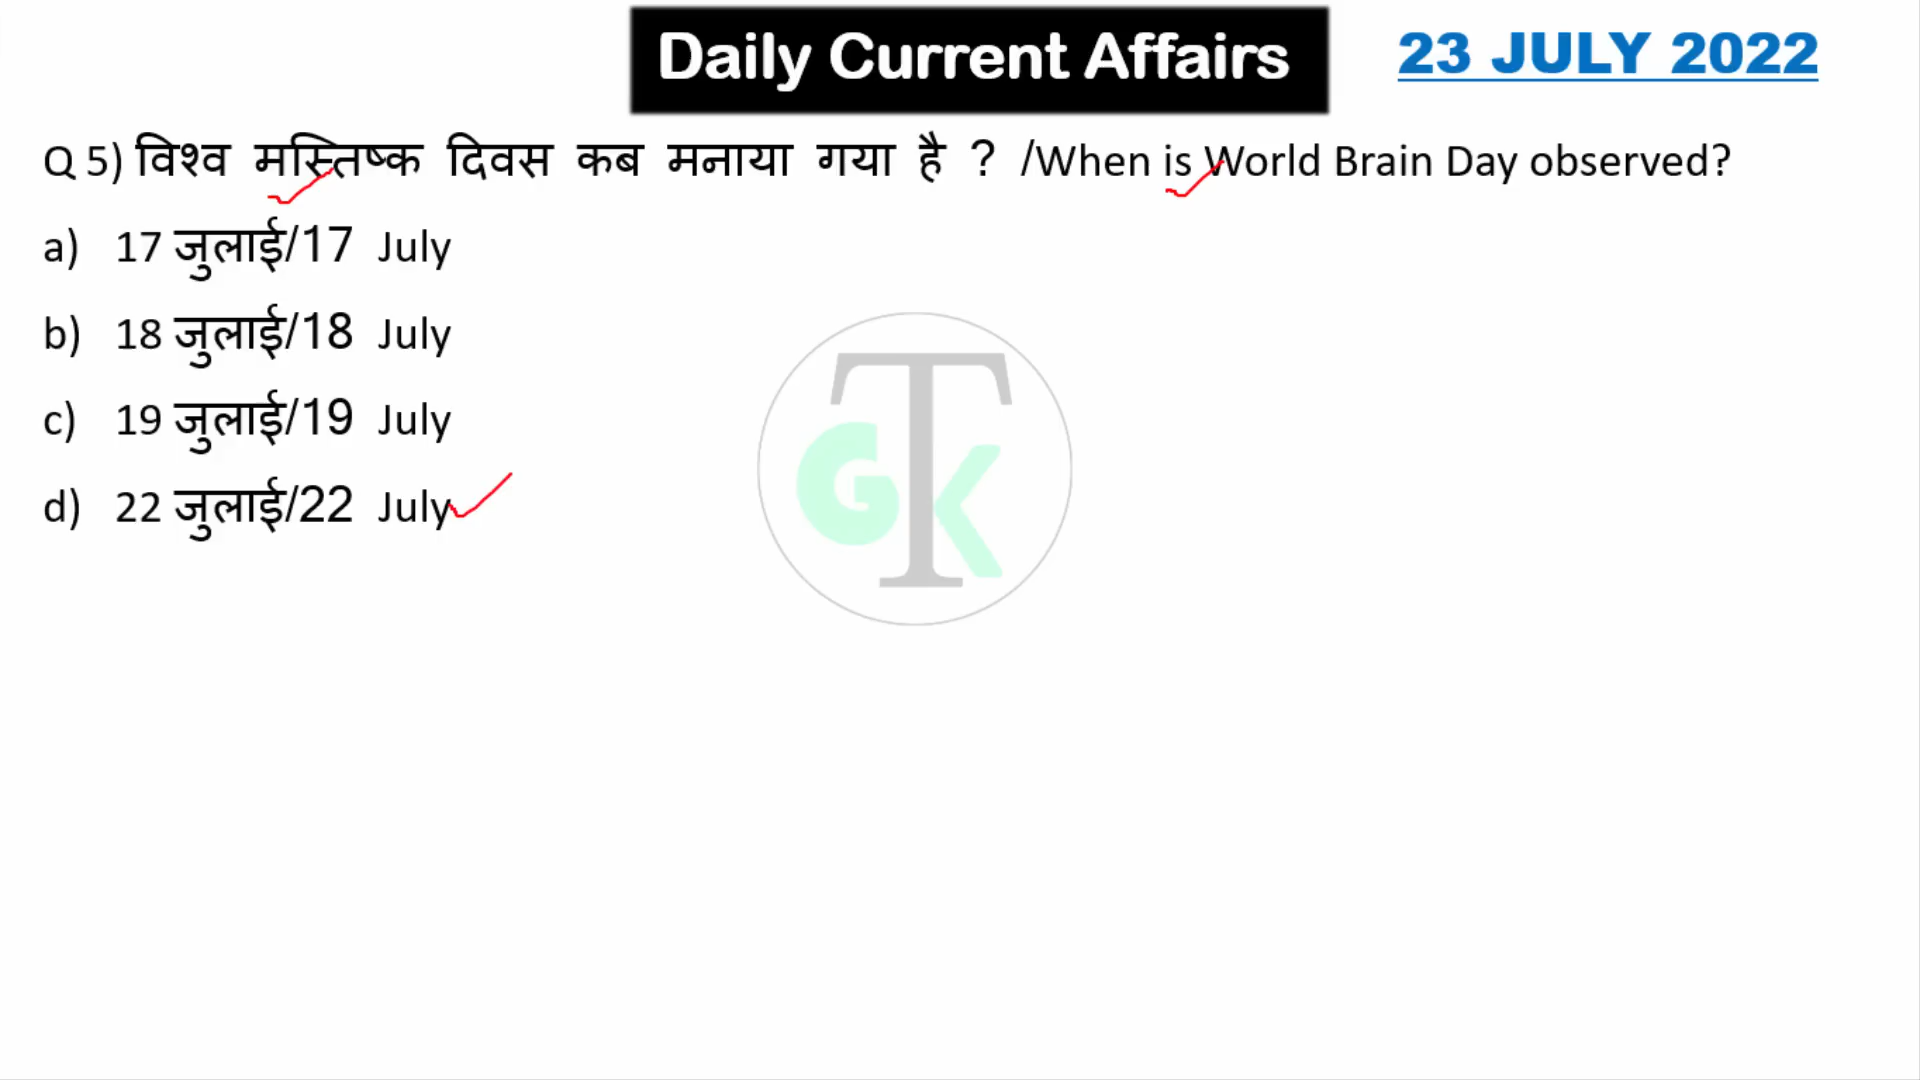 Daily Current Affairs
23 JULY 2022
Q 5) विश्व मस्तिष्क दिवस कब मनाया गया है ? /When is World Brain Day observed?
a) 17 जुलाई/17 July
b) 18 जुलाई/18 July
c) 19 जुलाई/19 July
d) 22 जुलाई/22 July
GTK